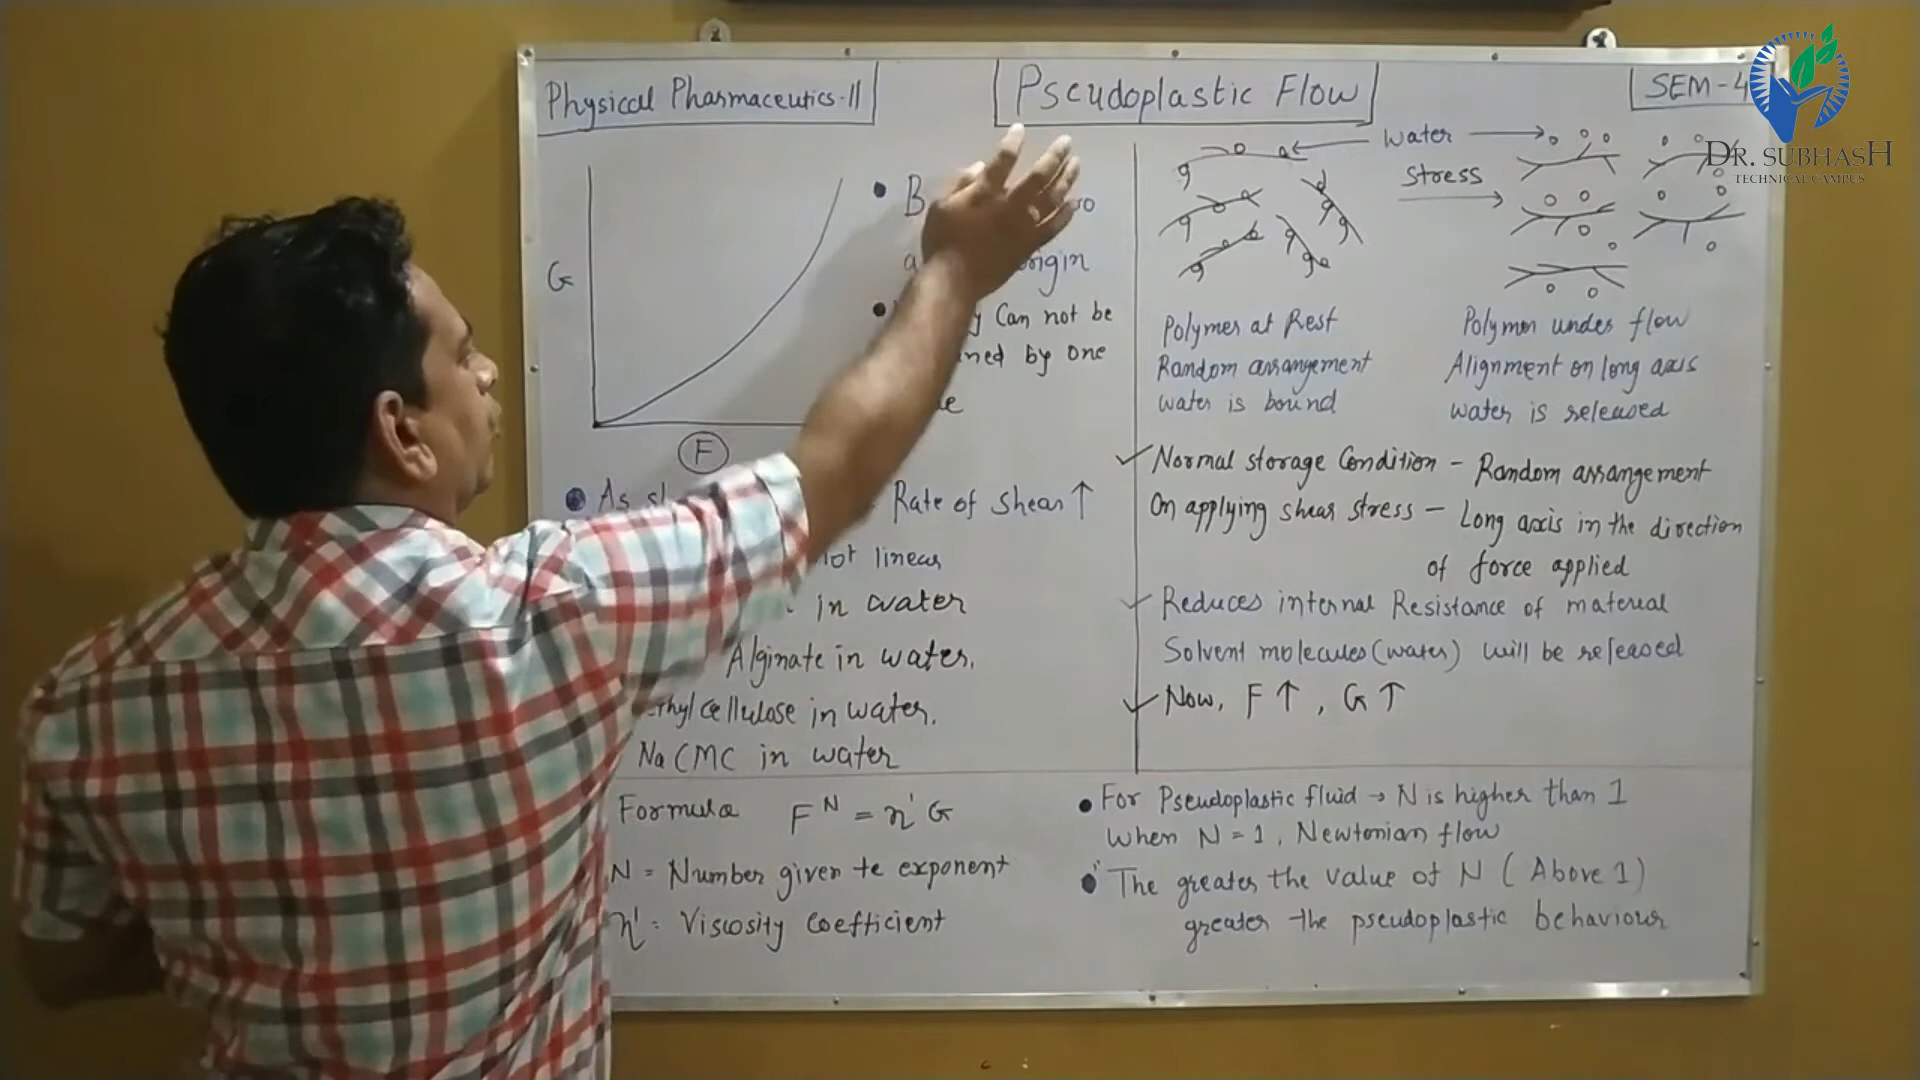 Physical Pharmaceutics-II
Pseudoplastic Flow
SEM-4
DR. SUBHASH
TECHNICAL CAMPUS
G
F
origin
Can not be
by one
Rate of shear ↑
linear
in water
Alginate in water.
cellulose in water.
Na CMC in water
water
stress
Polymer at Rest
Random arrangement
water is bound
Polymer under flow
Alignment on long axis
water is released
✓ Normal storage Condition - Random arrangement
On applying shear stress - Long axis in the direction
of force applied
✓ Reduces internal Resistance of material
Solvent molecules (water) will be released
✓ Now, F ↑ , G ↑
Formula F^N = η' G
N = Number given to exponent
η' = Viscosity coefficient
• For Pseudoplastic fluid → N is higher than 1
When N = 1, Newtonian flow
• The greater the value of N (Above 1)
greater the pseudoplastic behaviour